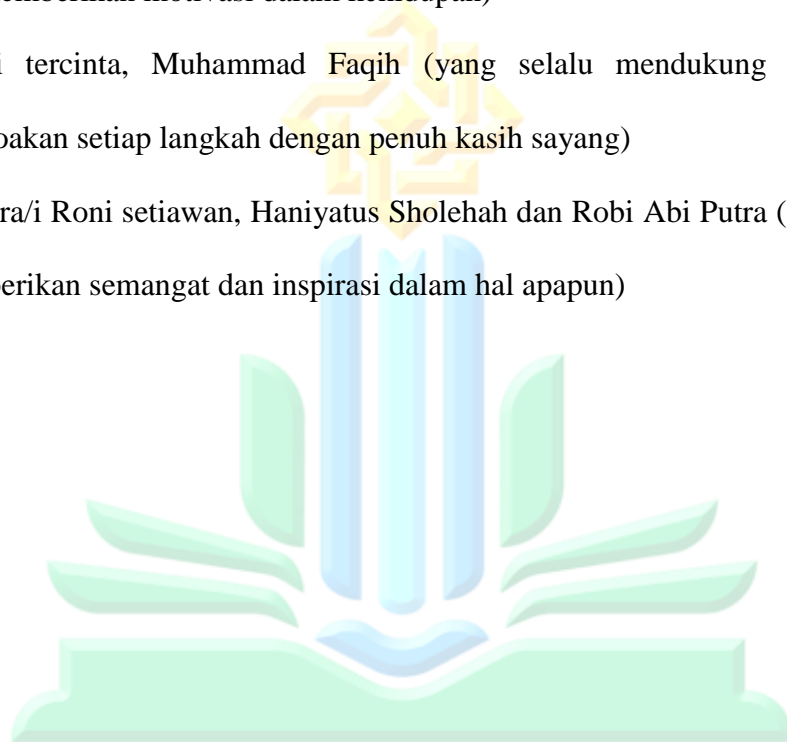 i tercinta, Muhammad Faqih (yang selalu mendukung
oakan setiap langkah dengan penuh kasih sayang)
ra/i Roni setiawan, Haniyatus Sholehah dan Robi Abi Putra (
erikan semangat dan inspirasi dalam hal apapun)